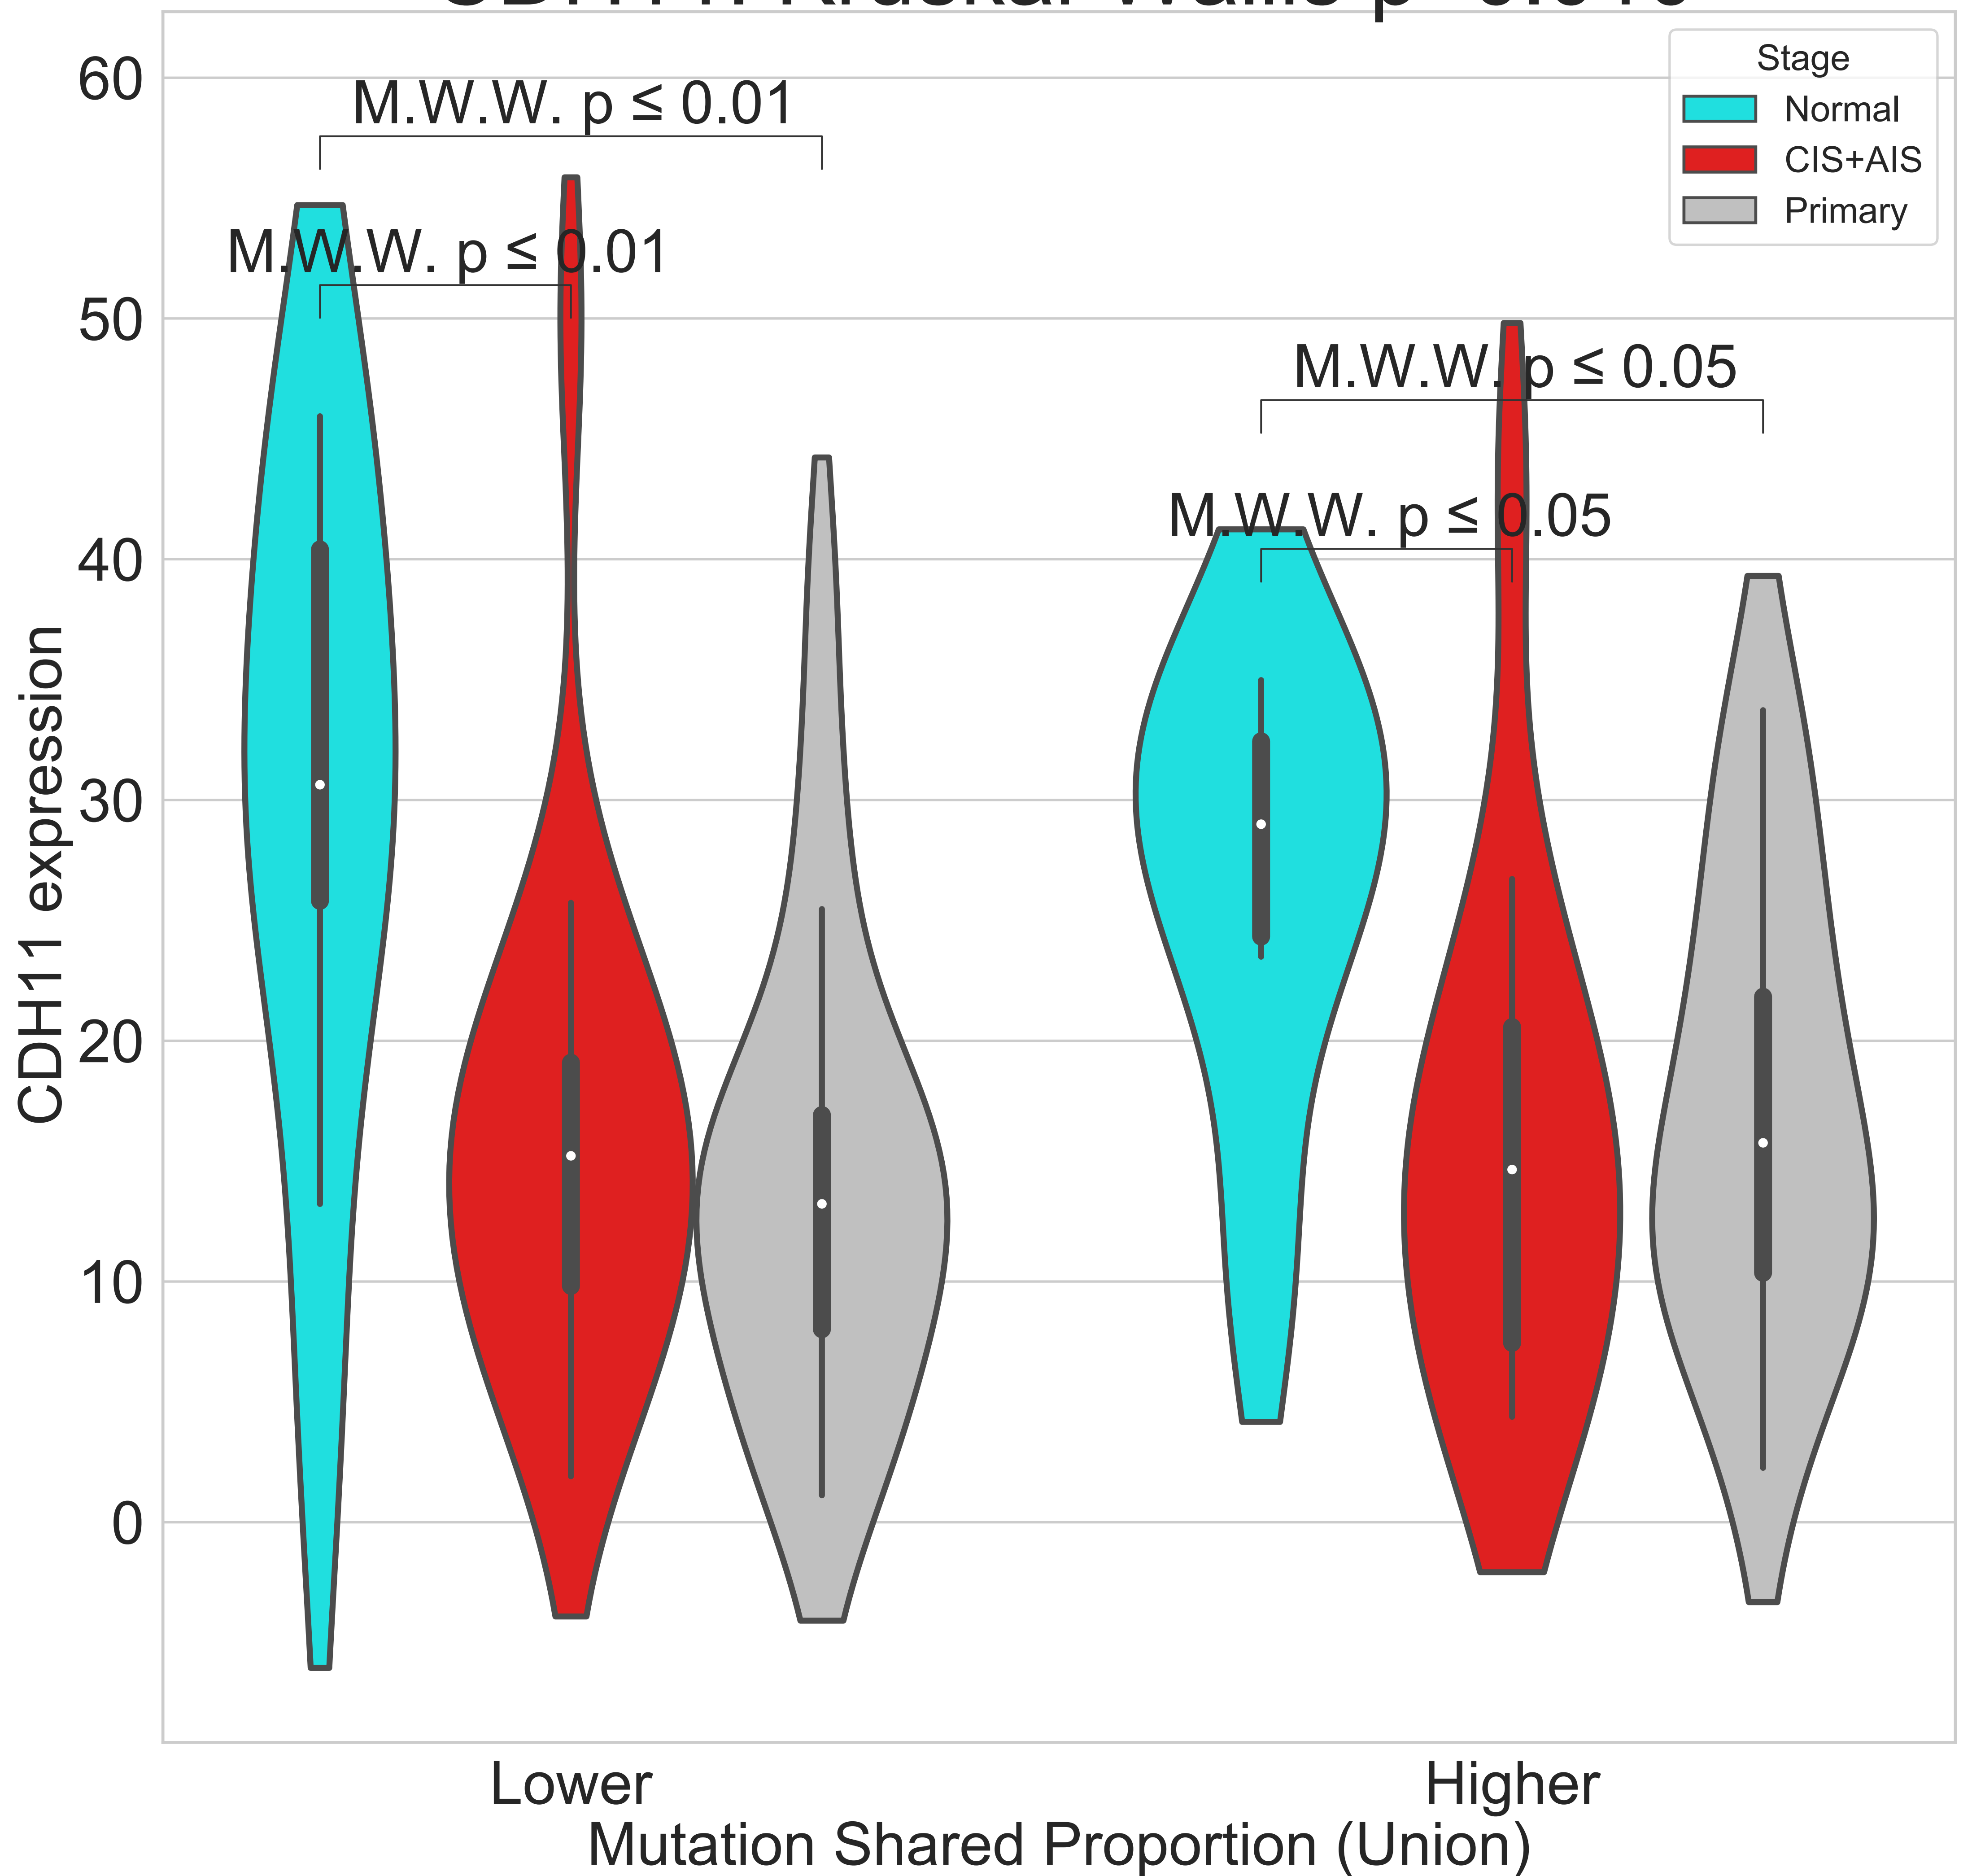 Stage
Normal
CIS+AIS
Primary
M.W.W. p ≤ 0.01
M.W.W. p ≤ 0.01
M.W.W. p ≤ 0.05
M.W.W. p ≤ 0.05
60
50
40
30
20
10
0
CDH11 expression
Lower
Higher
Mutation Shared Proportion (Union)